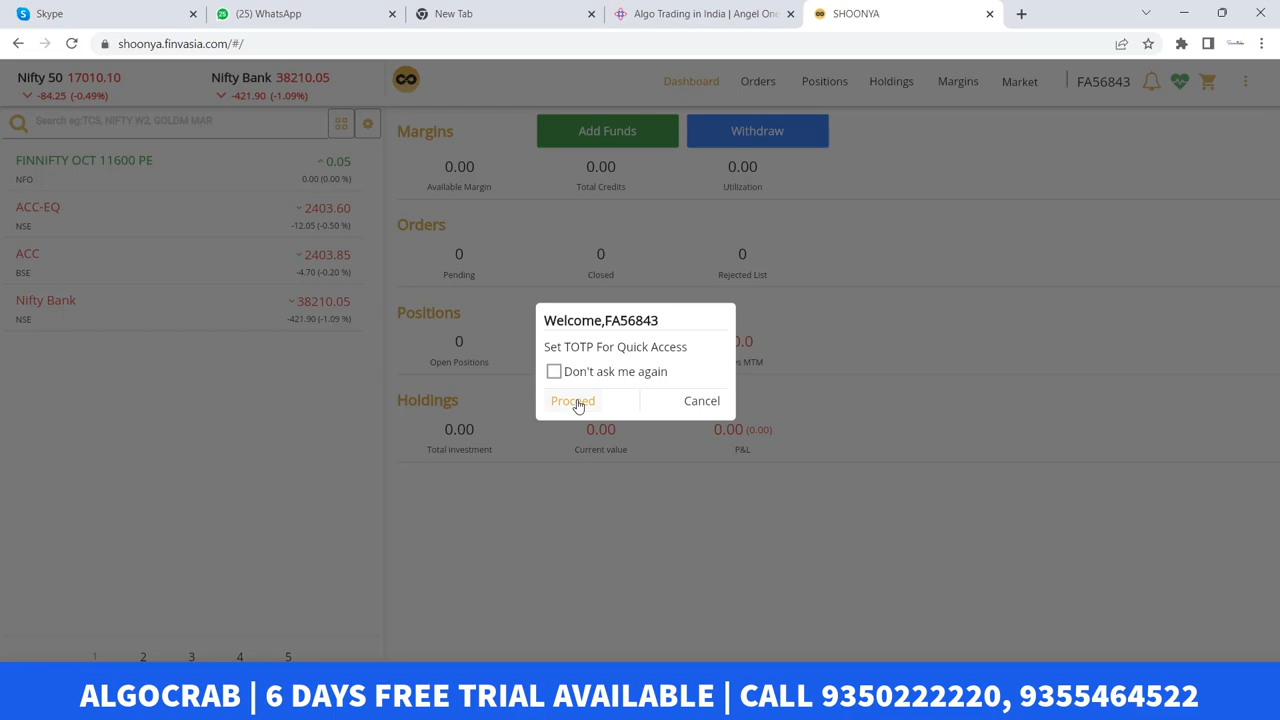 Skype
(25) WhatsApp
New Tab
Algo Trading in India | Angel One
SHOONYA
shoonya.finvasia.com/#/
Nifty 50 17010.10
-84.25 (-0.49%)
Nifty Bank 38210.05
-421.90 (-1.09%)
Dashboard Orders Positions Holdings Margins Market FA56843
Search eg:TCS, NIFTY W2, GOLDM MAR
FINNIFTY OCT 11600 PE 0.05
NFO 0.00 (0.00 %)
ACC-EQ 2403.60
NSE -12.05 (-0.50 %)
ACC 2403.85
BSE -4.70 (-0.20 %)
Nifty Bank 38210.05
NSE -421.90 (-1.09 %)
1 2 3 4 5
Margins Add Funds Withdraw
0.00 0.00 0.00
Available Margin Total Credits Utilization
Orders
0 0 0
Pending Closed Rejected List
Positions
0 0.0
Open Positions MTM
Holdings
0.00 0.00 0.00 (0.00)
Total investment Current value P&L
Welcome,FA56843
Set TOTP For Quick Access
Don't ask me again
Proceed Cancel
ALGOCRAB | 6 DAYS FREE TRIAL AVAILABLE | CALL 9350222220, 9355464522